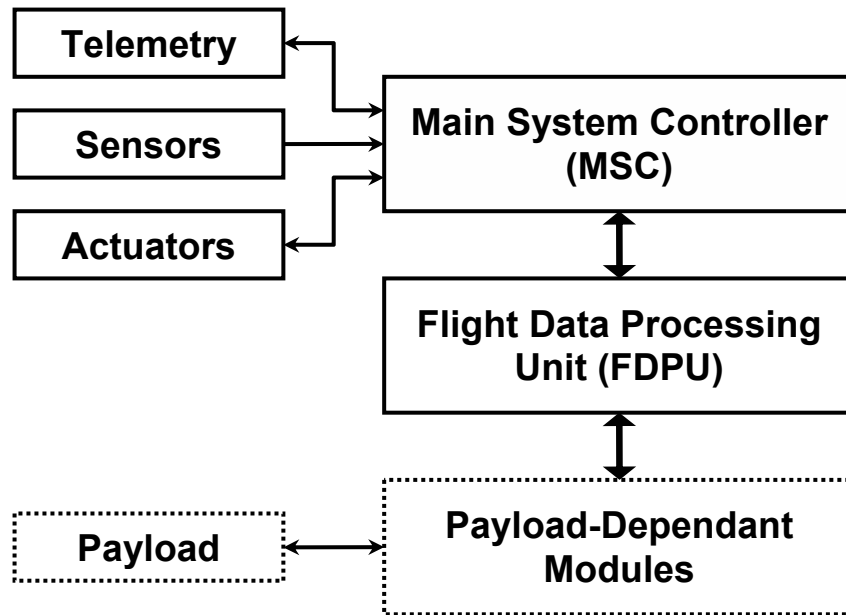 Telemetry
Sensors
Actuators
Main System Controller
(MSC)
Flight Data Processing
Unit (FDPU)
Payload
Payload-Dependant
Modules